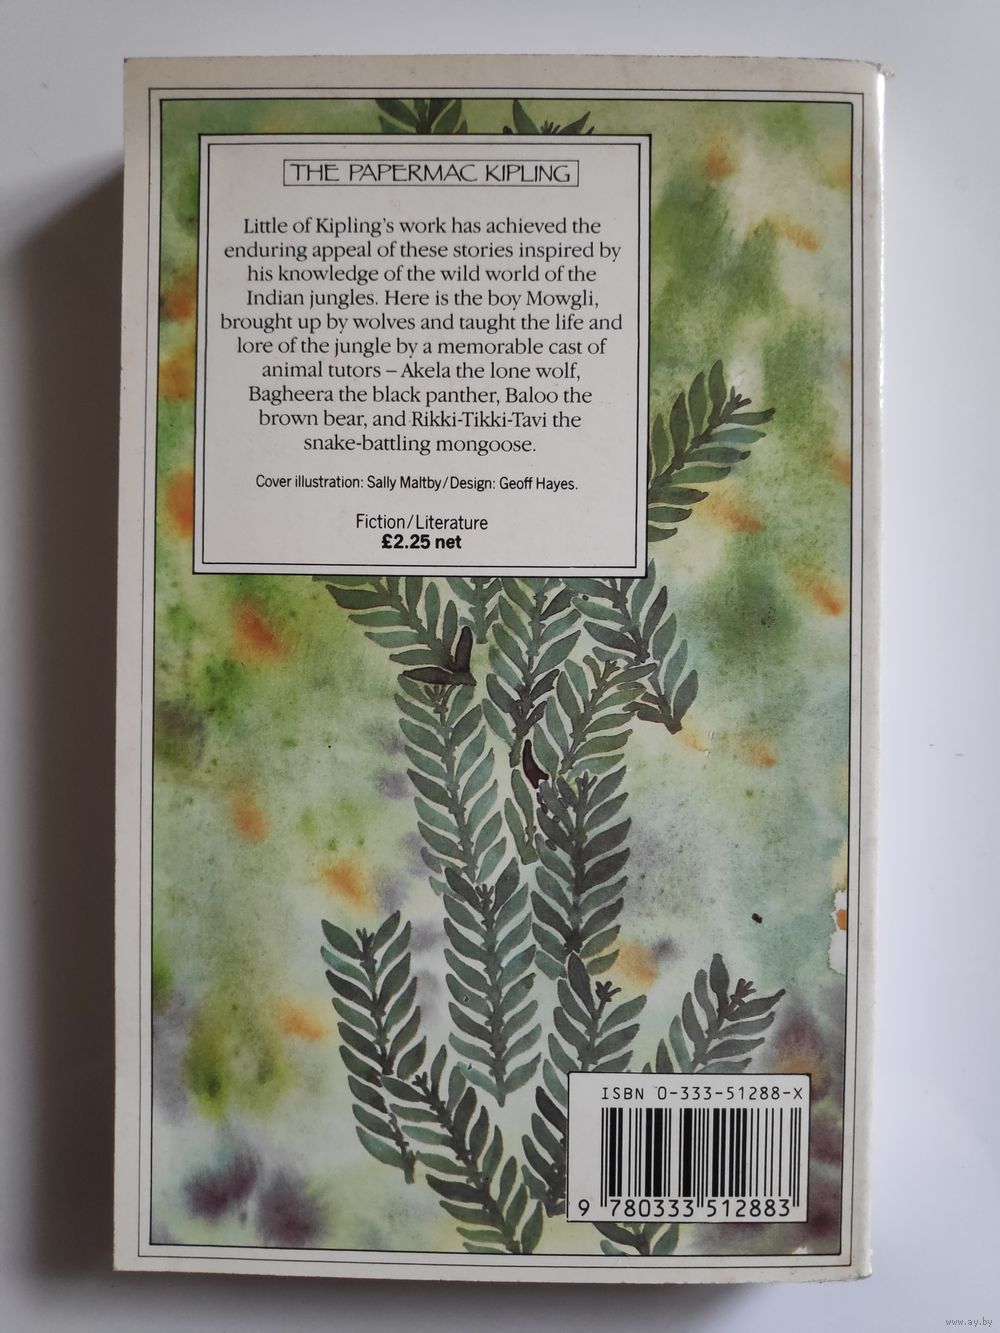 THE PAPERMAC KIPLING
Little of Kipling's work has achieved the
enduring appeal of these stories inspired by
his knowledge of the wild world of the
Indian jungles. Here is the boy Mowgli,
brought up by wolves and taught the life and
lore of the jungle by a memorable cast of
animal tutors – Akela the lone wolf,
Bagheera the black panther, Baloo the
brown bear, and Rikki-Tikki-Tavi the
snake-battling mongoose.
Cover illustration: Sally Maltby/Design: Geoff Hayes.
Fiction/Literature
£2.25 net
ISBN 0-333-51288-X
9 780333 512883
www.ay.by